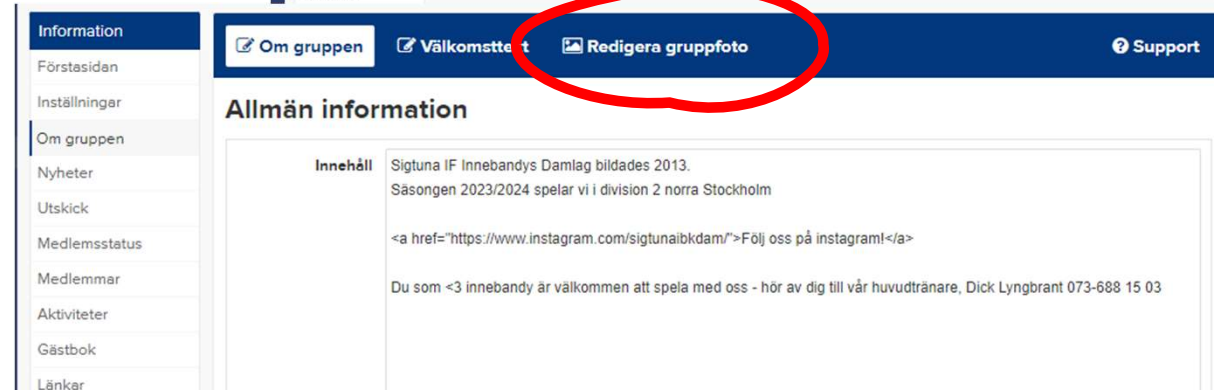 Information
Förstasidan
Inställningar
Om gruppen
Nyheter
Utskick
Medlemsstatus
Medlemmar
Aktiviteter
Gästbok
Länkar
Om gruppen Välkomsttext Redigera gruppfoto Support
Allmän information
Innehåll
Sigtuna IF Innebandys Damlag bildades 2013.
Säsongen 2023/2024 spelar vi i division 2 norra Stockholm
<a href="https://www.instagram.com/sigtunaibkdam/">Följ oss på instagram!</a>
Du som <3 innebandy är välkommen att spela med oss - hör av dig till vår huvudtränare, Dick Lyngbrant 073-688 15 03